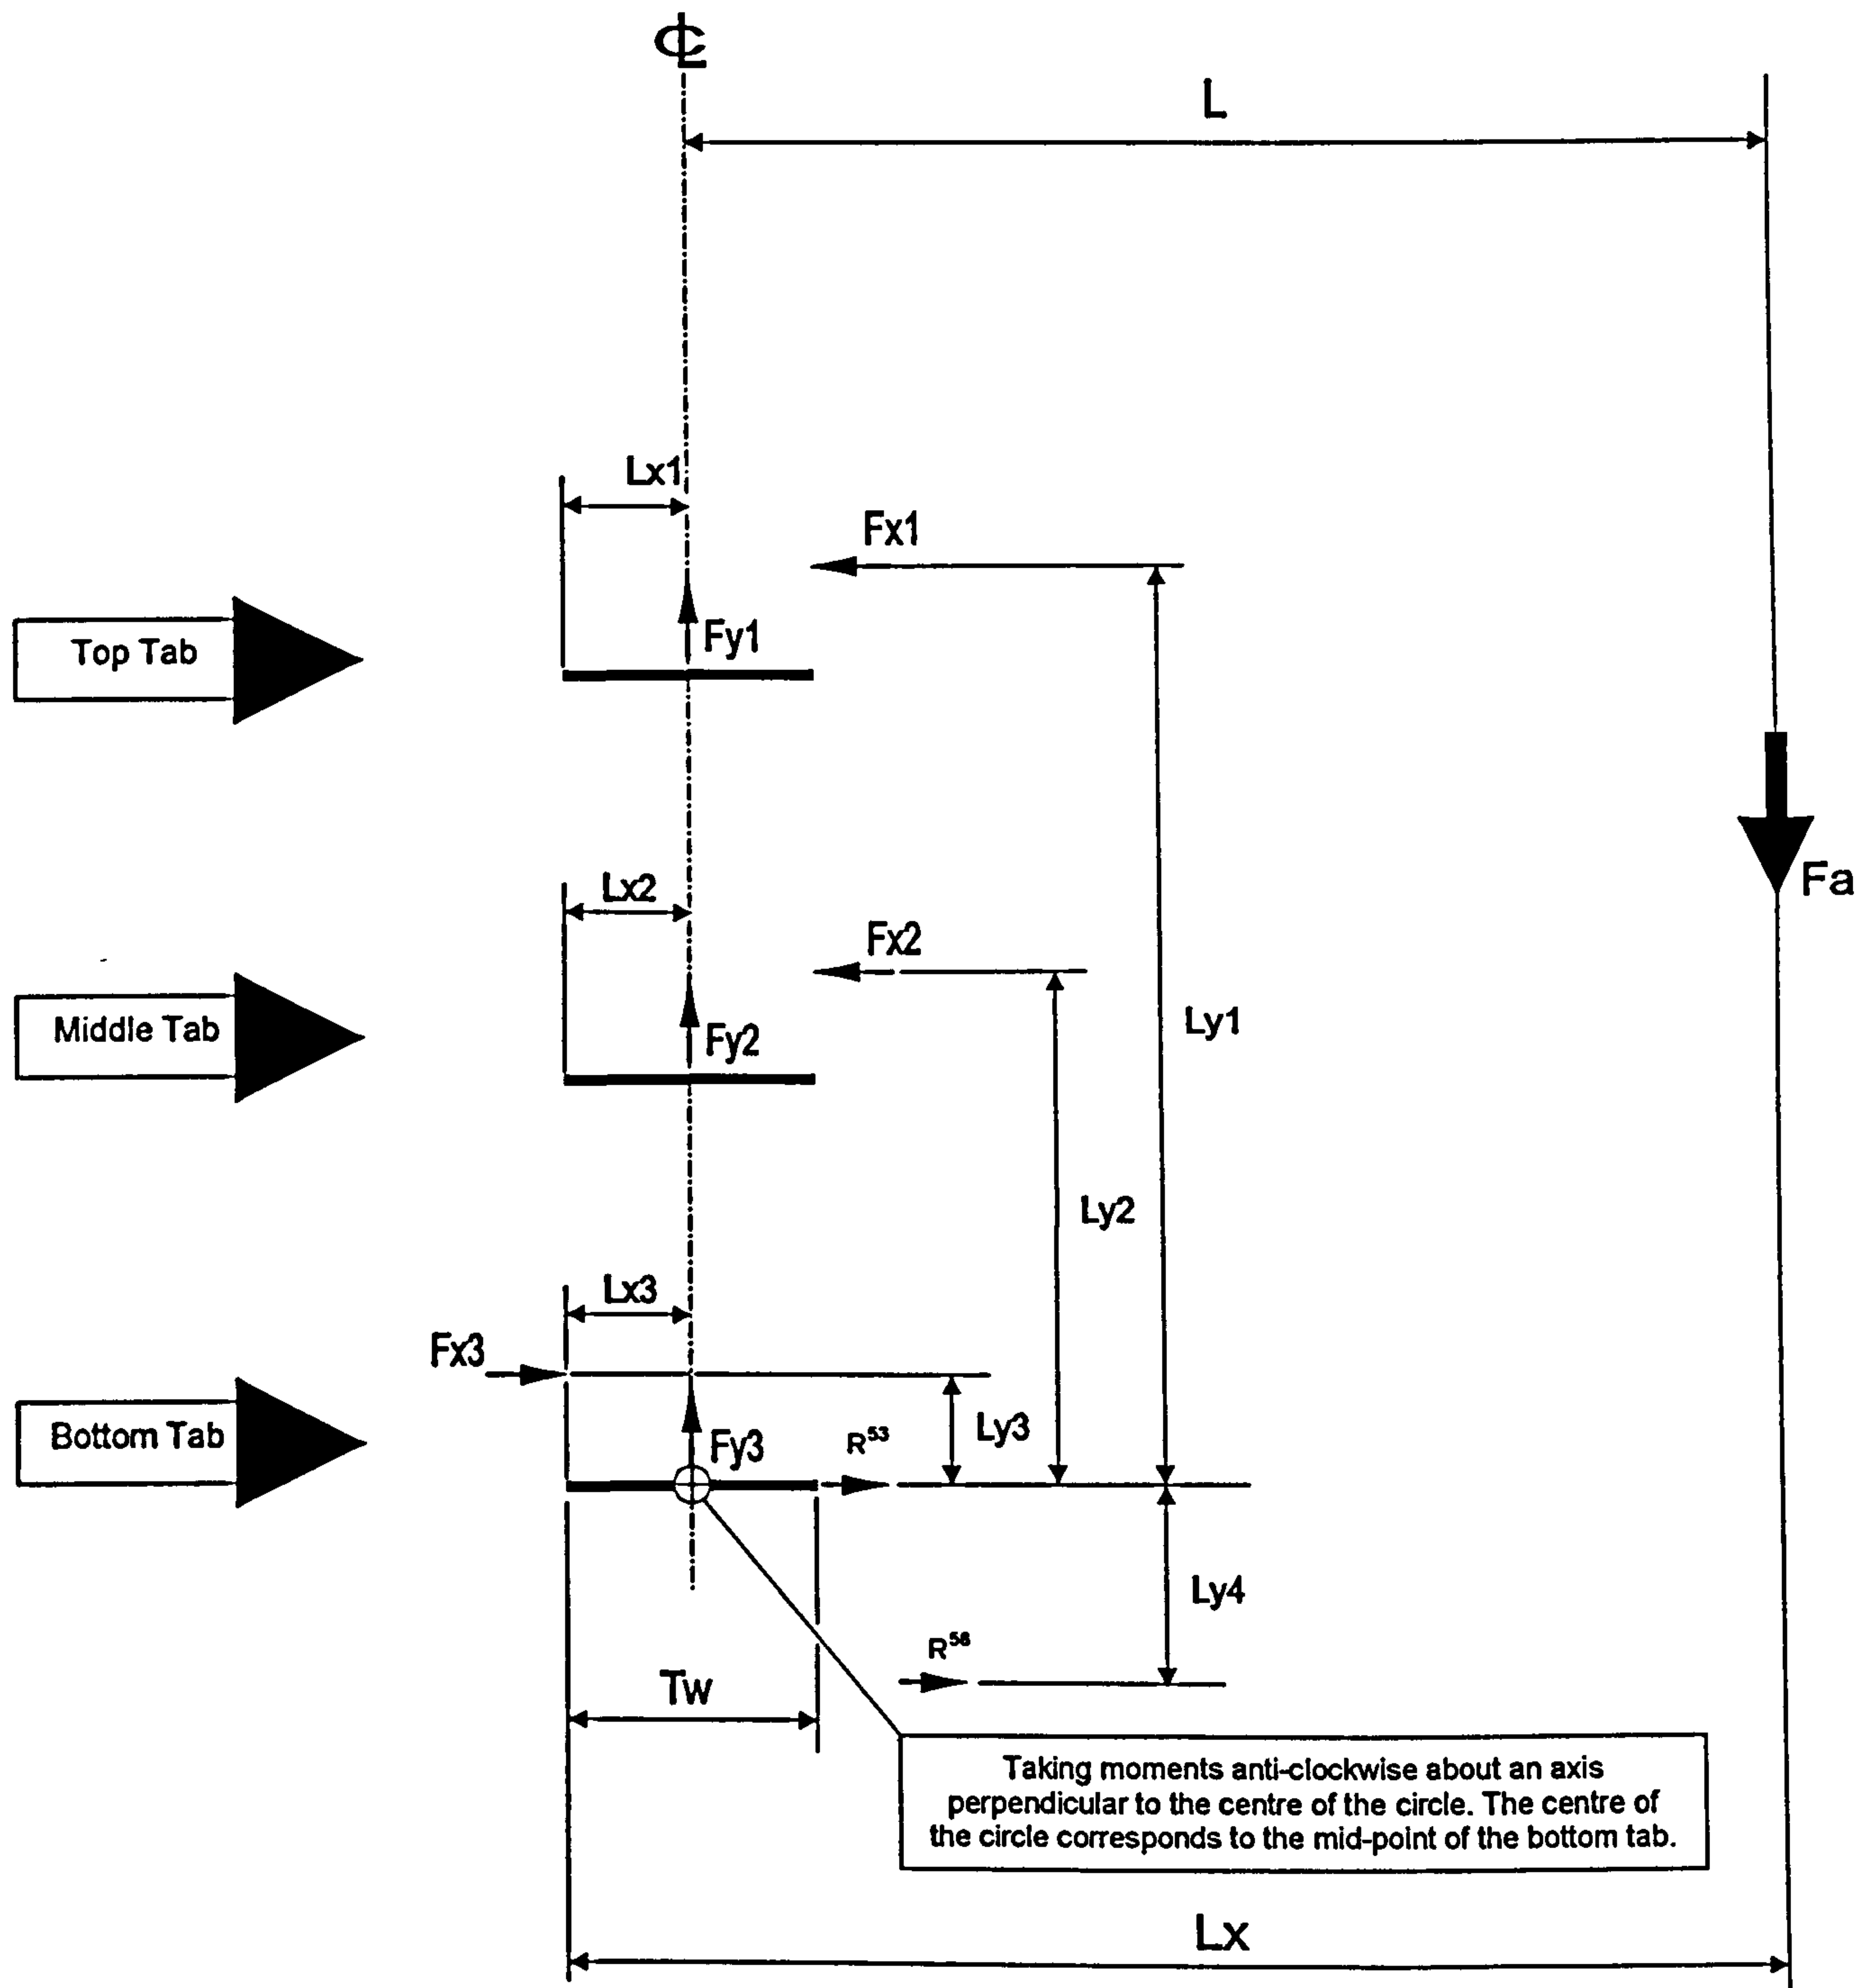 ℄
L
Lx1
Fx1
Top Tab
Fy1
Fa
Lx2
Fx2
Middle Tab
Fy2
Ly1
Ly2
Lx3
Fx3
Bottom Tab
Fy3
R⁵³
Ly3
Ly4
R⁵⁶
Tw
Taking moments anti-clockwise about an axis
perpendicular to the centre of the circle. The centre of
the circle corresponds to the mid-point of the bottom tab.
Lx